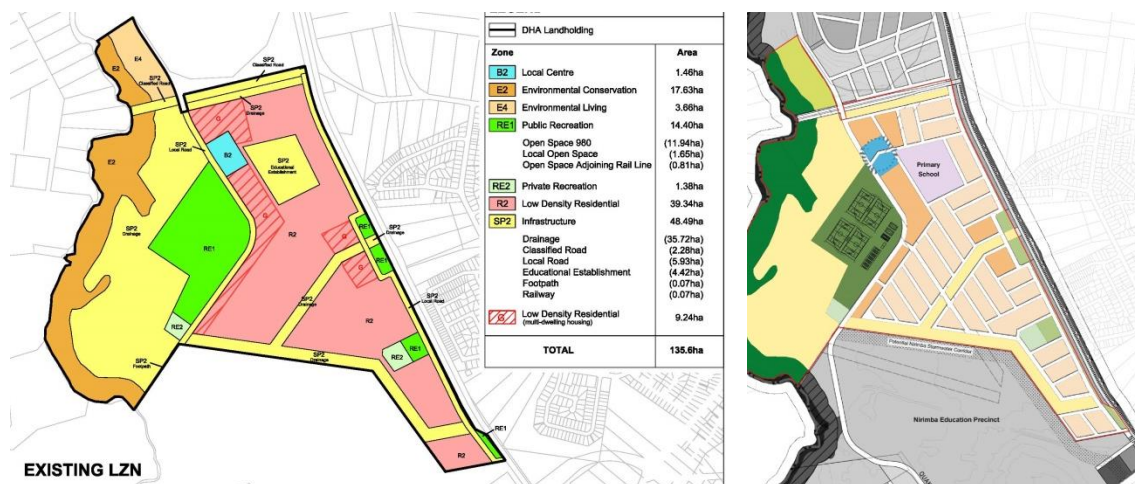 DHA Landholding
Zone Area
B2 Local Centre 1.46ha
E2 Environmental Conservation 17.63ha
E4 Environmental Living 3.66ha
RE1 Public Recreation 14.40ha
Open Space 980 (11.94ha)
Local Open Space (1.65ha)
Open Space Adjoining Rail Line (0.81ha)
RE2 Private Recreation 1.38ha
R2 Low Density Residential 39.34ha
SP2 Infrastructure 48.49ha
Drainage (35.72ha)
Classified Road (2.28ha)
Local Road (5.93ha)
Educational Establishment (4.42ha)
Footpath (0.07ha)
Railway (0.07ha)
G Low Density Residential 9.24ha
(multi-dwelling housing)
TOTAL 135.6ha
E4
E2
SP2
Classified Road
SP2
Classified Road
SP2
Drainage
G
SP2
Local Road
B2
SP2
Educational
Establishment
E2
SP2
Drainage
RE1
G
R2
G
RE1
SP2
Drainage
RE1
G
SP2
Drainage
SP2
Local Road
R2
RE2
SP2
Drainage
RE2
RE1
SP2
Footpath
R2
RE1
R2
EXISTING LZN
Primary
School
Potential Nirimba Stormwater Corridor
Nirimba Education Precinct